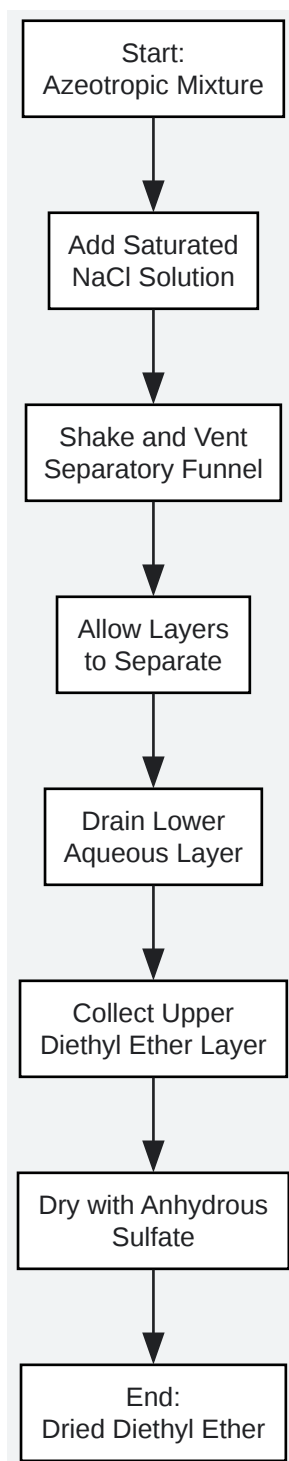 Start:
Azeotropic Mixture
Add Saturated
NaCl Solution
Shake and Vent
Separatory Funnel
Allow Layers
to Separate
Drain Lower
Aqueous Layer
Collect Upper
Diethyl Ether Layer
Dry with Anhydrous
Sulfate
End:
Dried Diethyl Ether